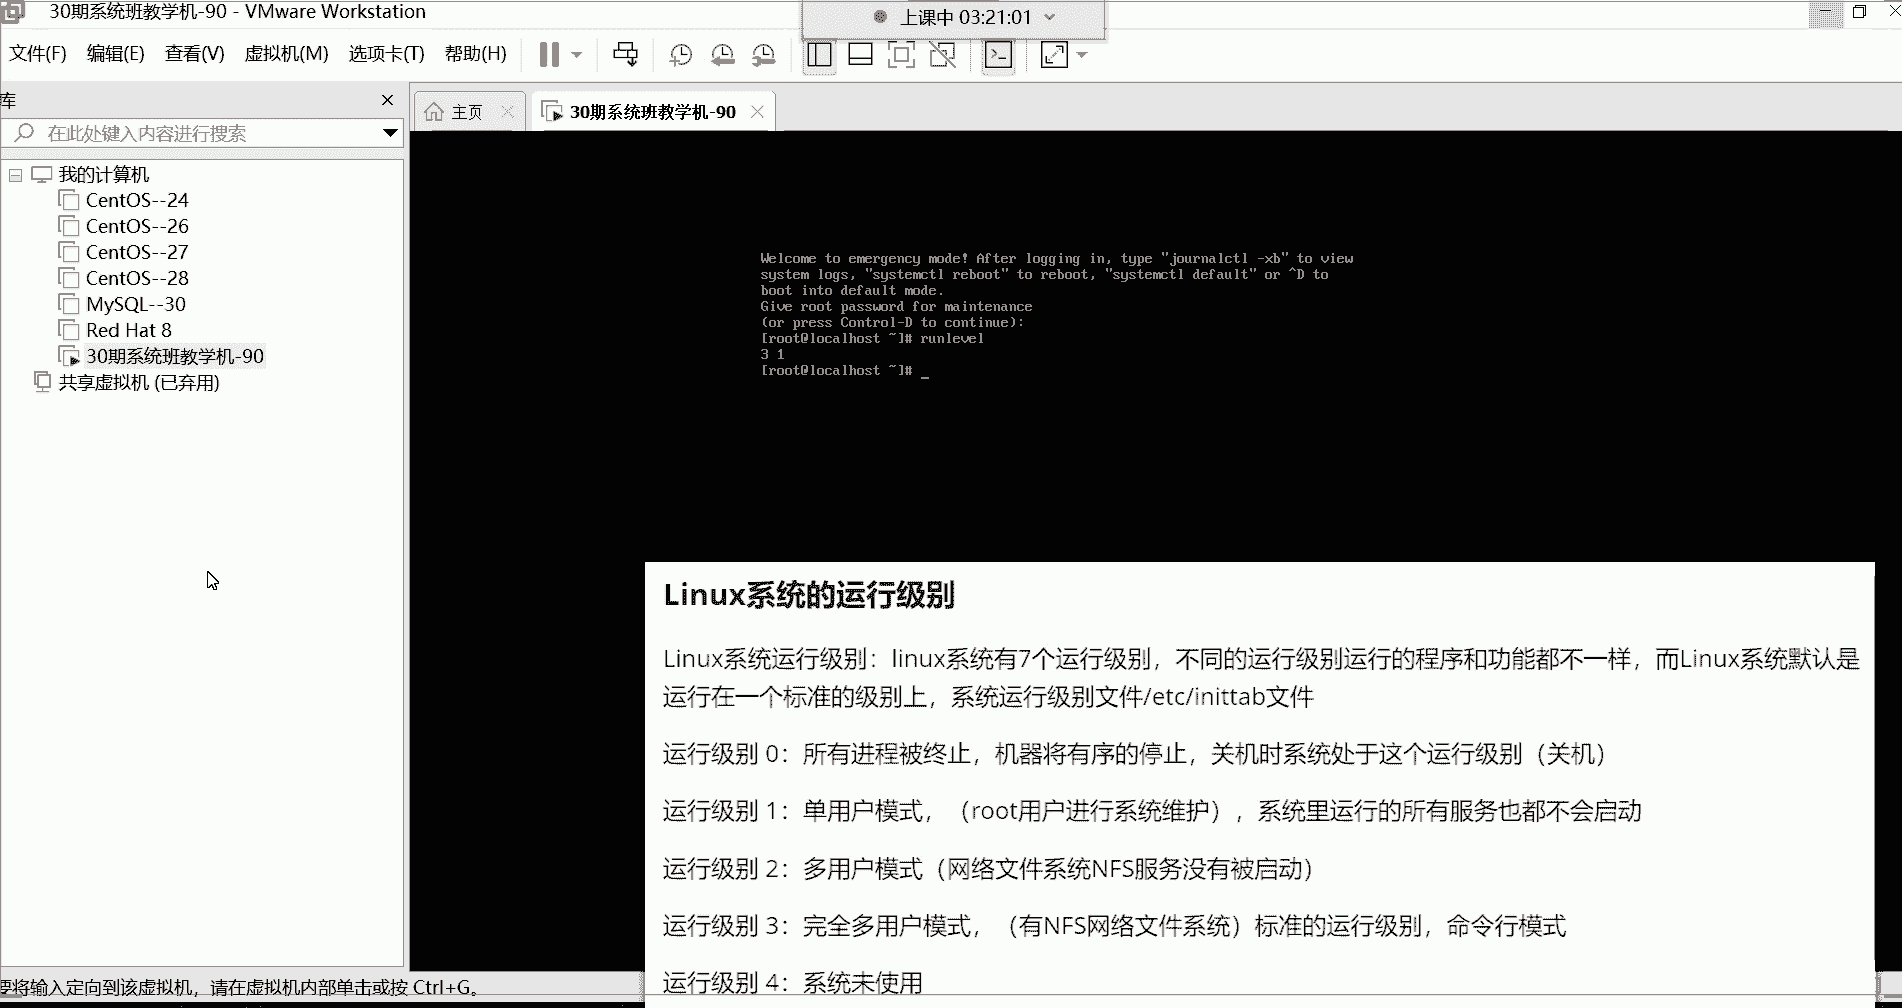 30期系统班教学机-90 - VMware Workstation
上课中 03:21:01
文件(F) 编辑(E) 查看(V) 虚拟机(M) 选项卡(T) 帮助(H)
库
在此处键入内容进行搜索
我的计算机
CentOS--24
CentOS--26
CentOS--27
CentOS--28
MySQL--30
Red Hat 8
30期系统班教学机-90
共享虚拟机 (已弃用)
主页
30期系统班教学机-90
Welcome to emergency mode! After logging in, type "journalctl -xb" to view
system logs, "systemctl reboot" to reboot, "systemctl default" or ^D to
boot into default mode.
Give root password for maintenance
(or press Control-D to continue):
[root@localhost ~]# runlevel
3 1
[root@localhost ~]# _
Linux系统的运行级别
Linux系统运行级别：linux系统有7个运行级别，不同的运行级别运行的程序和功能都不一样，而Linux系统默认是
运行在一个标准的级别上，系统运行级别文件/etc/inittab文件
运行级别 0：所有进程被终止，机器将有序的停止，关机时系统处于这个运行级别（关机）
运行级别 1：单用户模式，（root用户进行系统维护），系统里运行的所有服务也都不会启动
运行级别 2：多用户模式（网络文件系统NFS服务没有被启动）
运行级别 3：完全多用户模式，（有NFS网络文件系统）标准的运行级别，命令行模式
运行级别 4：系统未使用
要将输入定向到该虚拟机，请在虚拟机内部单击或按 Ctrl+G。